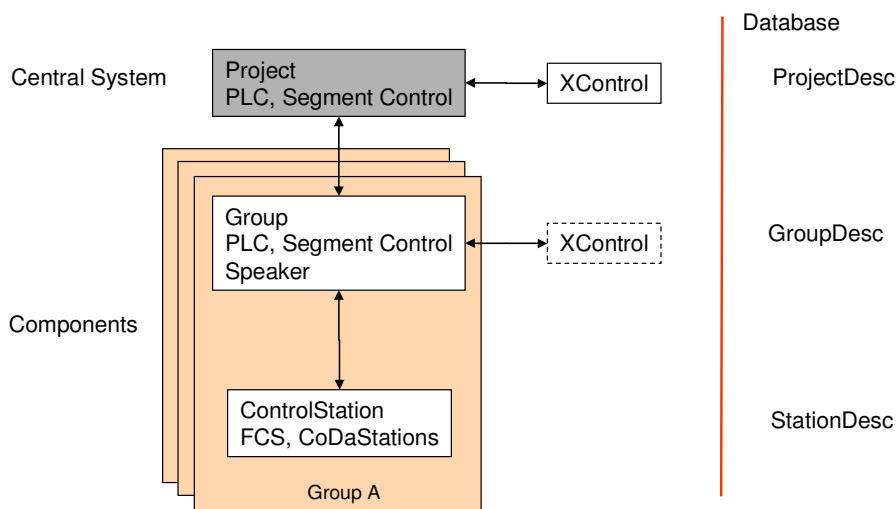 Database
Central System
Project
PLC, Segment Control
XControl
ProjectDesc
Group
PLC, Segment Control
Speaker
XControl
GroupDesc
Components
ControlStation
FCS, CoDaStations
StationDesc
Group A